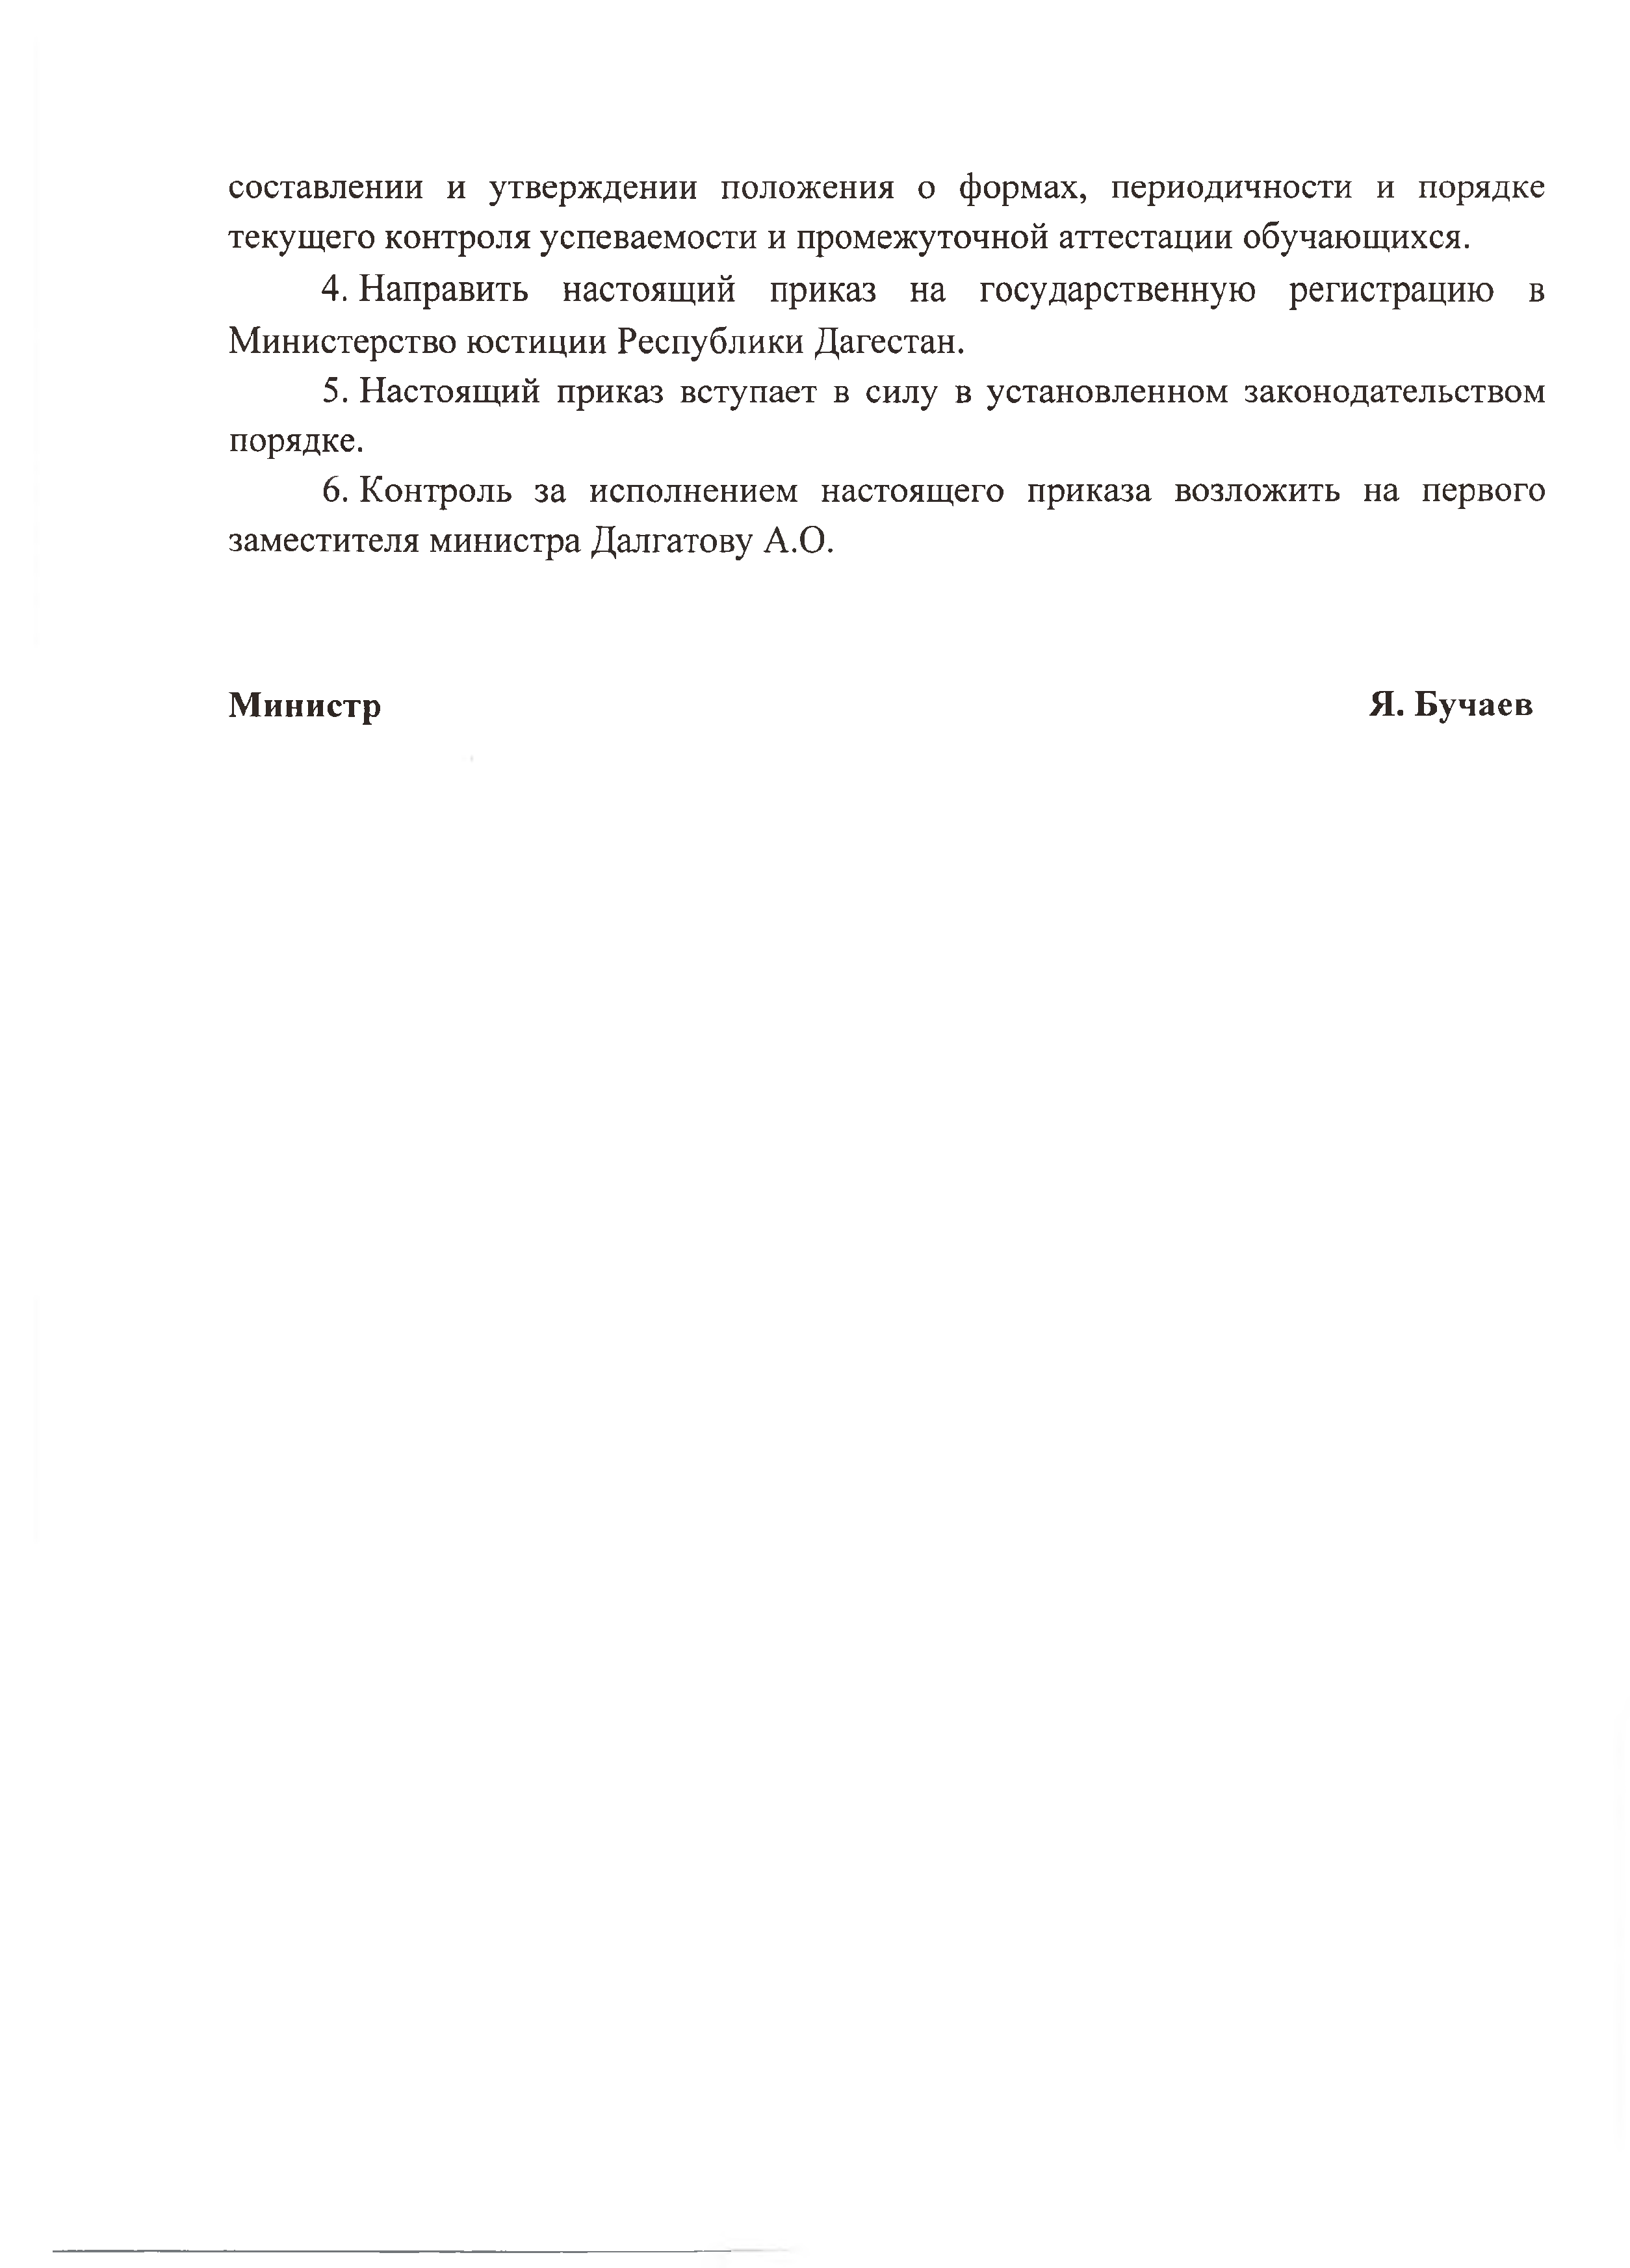 составлении и утверждении положения о формах, периодичности и порядке
текущего контроля успеваемости и промежуточной аттестации обучающихся.
4. Направить настоящий приказ на государственную регистрацию в
Министерство юстиции Республики Дагестан.
5. Настоящий приказ вступает в силу в установленном законодательством
порядке.
6. Контроль за исполнением настоящего приказа возложить на первого
заместителя министра Далгатову А.О.
Министр Я. Бучаев